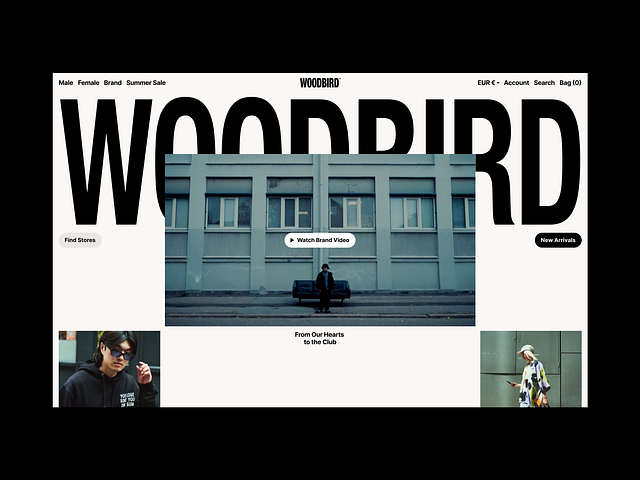 Male Female Brand Summer Sale
WOODBIRD
EUR € Account Search Bag (0)
WOODBIRD
Find Stores
Watch Brand Video
New Arrivals
From Our Hearts
to the Club